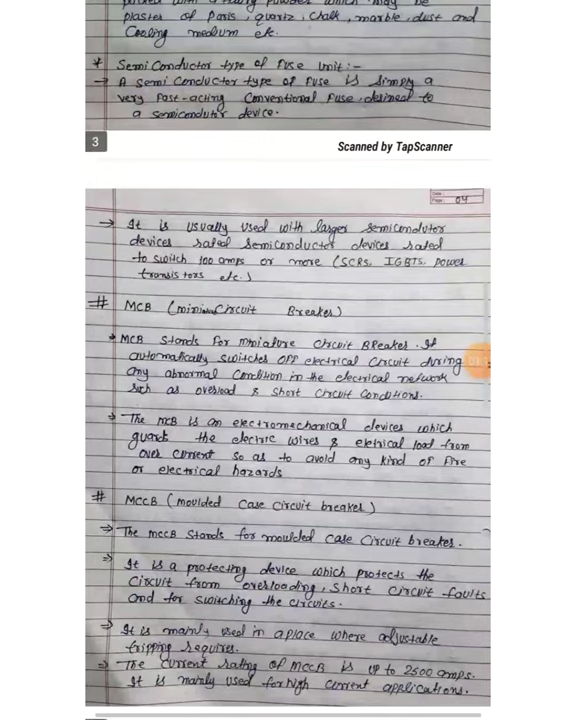 plaster of Paris, quartz, chalk, marble, dust and
Cooling medium etc.
* Semi Conductor type of fuse unit:-
→ A semi Conductor type of fuse is simply a
very fast-acting Conventional fuse, desined to
a semicondutor device.
3
Scanned by TapScanner
Page: 04
→ It is usually used with larger semicondutor
devices rated semiconductor devices rated
to switch 100 amps or more (SCRs, IGBTs, power
transistors etc.)
# MCB (Circuit Breaker)
→ MCB stands for miniature Circuit Breaker. It
automatically switches off electrical Circuit during
any abnormal Condition in the electrical network
such as overload & short Circuit Conditions.
→ The MCB is an electromechanical devices which
guards the electric wires & eletrical load from
over current so as to avoid any kind of fire
or electrical hazards
# MCCB (moulded Case Circuit breaker)
⇒ The mccb stands for moulded case Circuit breaker.
⇒ It is a protecting device which protects the
Circuit from overloading, short Circuit faults
and for switching the circuits.
⇒ It is mainly used in a place where adjustable
tripping requires.
⇒ The current rating of MCCB is up to 2500 amps.
It is mainly used for high current applications.